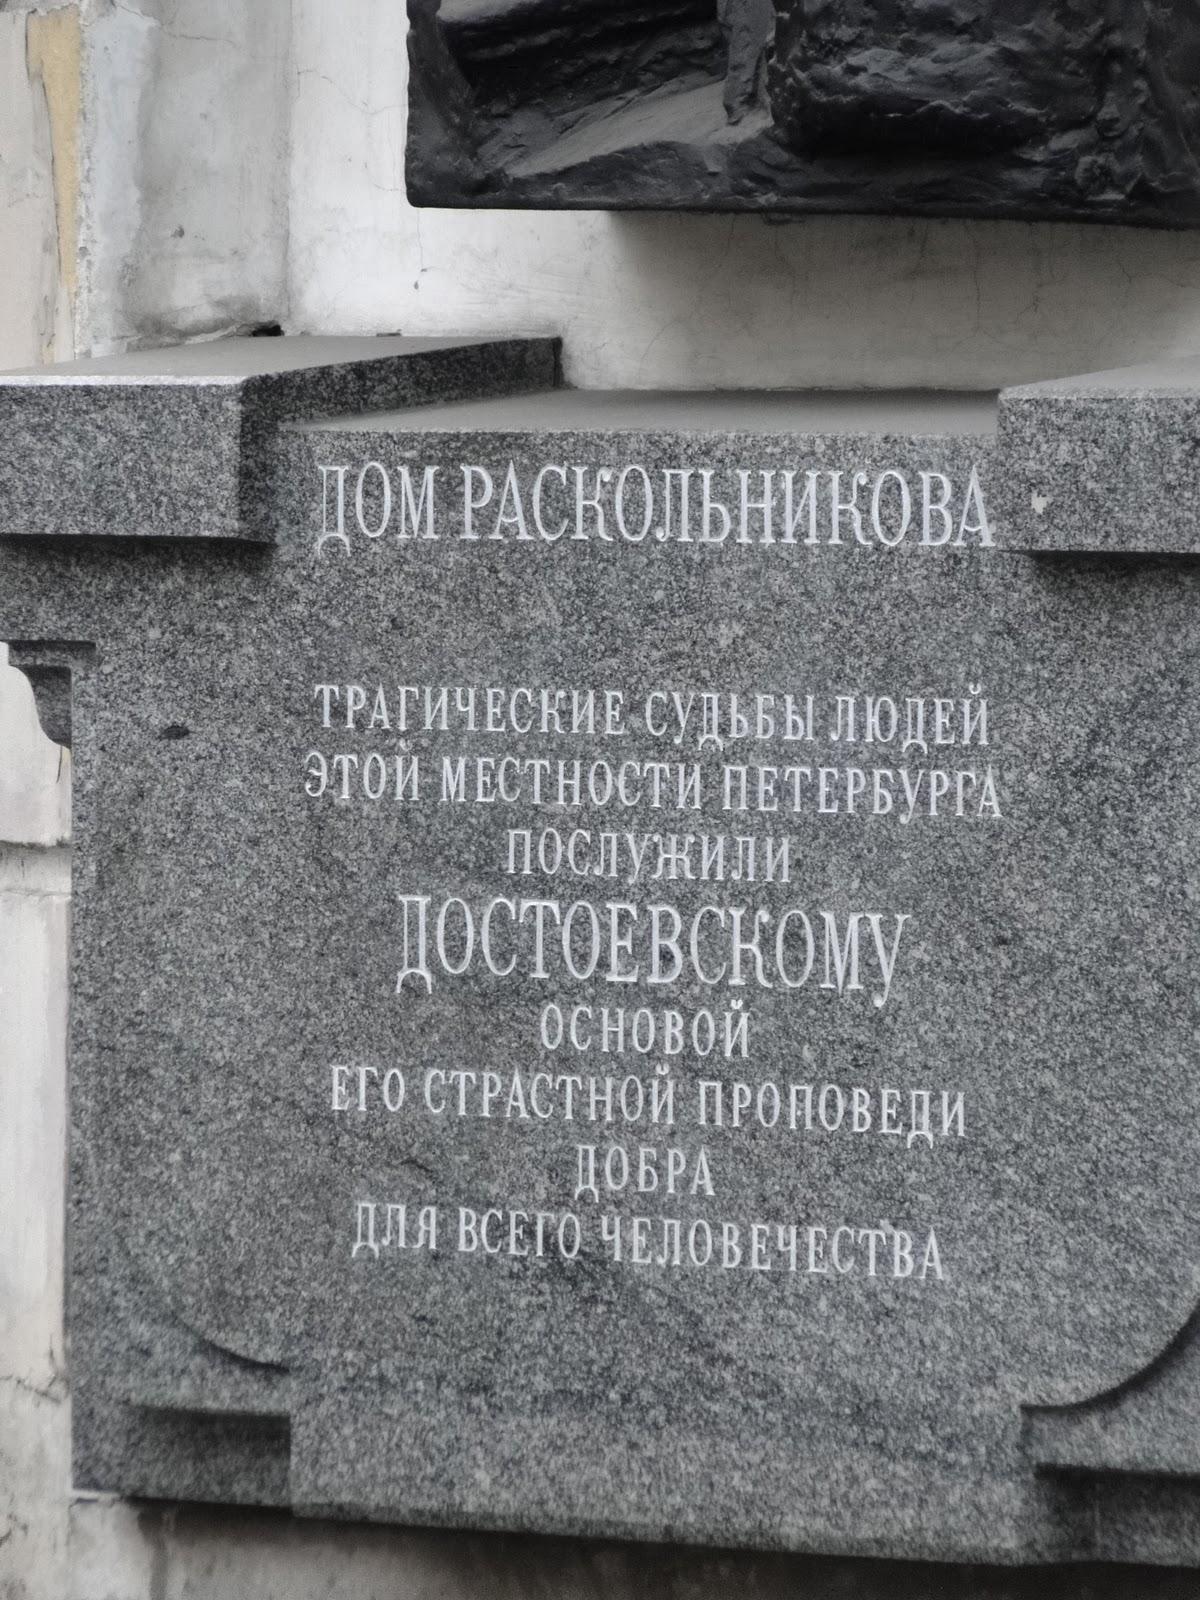 ДОМ РАСКОЛЬНИКОВА
ТРАГИЧЕСКИЕ СУДЬБЫ ЛЮДЕЙ
ЭТОЙ МЕСТНОСТИ ПЕТЕРБУРГА
ПОСЛУЖИЛИ
ДОСТОЕВСКОМУ
ОСНОВОЙ
ЕГО СТРАСТНОЙ ПРОПОВЕДИ
ДОБРА
ДЛЯ ВСЕГО ЧЕЛОВЕЧЕСТВА